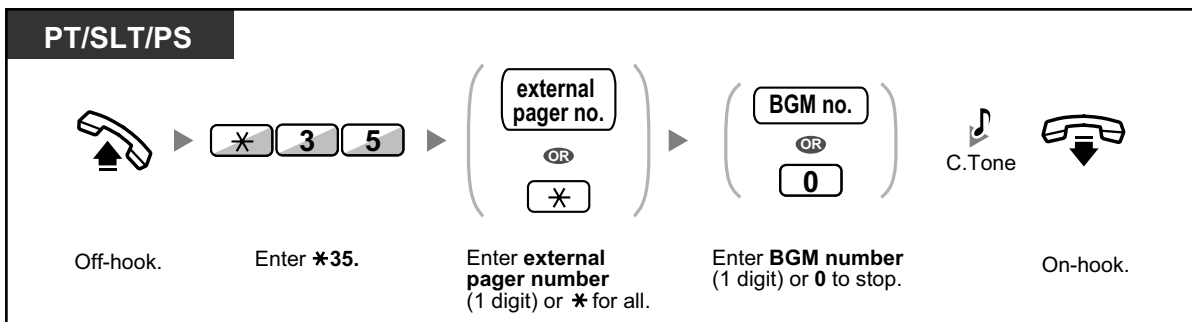 PT/SLT/PS
external
pager no.
OR
*
* 3 5
BGM no.
OR
0
C.Tone
Off-hook.
Enter *35.
Enter external
pager number
(1 digit) or * for all.
Enter BGM number
(1 digit) or 0 to stop.
On-hook.